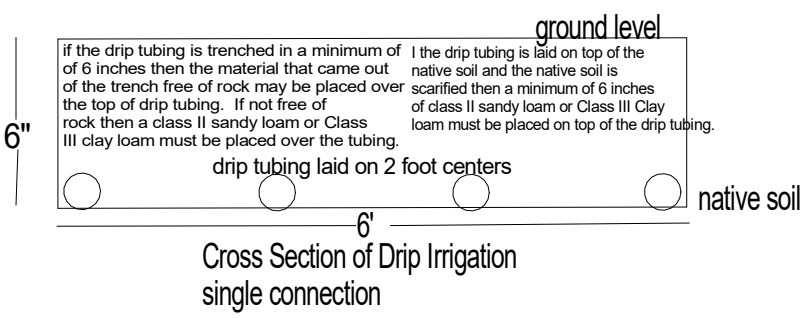 ground level
if the drip tubing is trenched in a minimum of
of 6 inches then the material that came out
of the trench free of rock may be placed over
the top of drip tubing. If not free of
rock then a class II sandy loam or Class
III clay loam must be placed over the tubing.
I the drip tubing is laid on top of the
native soil and the native soil is
scarified then a minimum of 6 inches
of class II sandy loam or Class III Clay
loam must be placed on top of the drip tubing.
6"
drip tubing laid on 2 foot centers
native soil
6'
Cross Section of Drip Irrigation
single connection